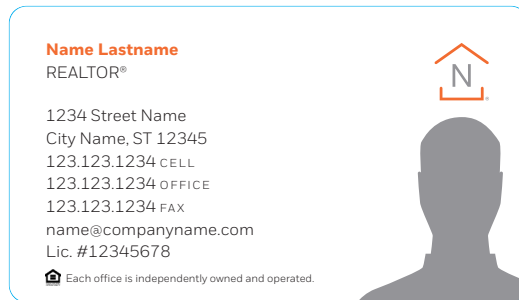 Name Lastname
REALTOR®
N
1234 Street Name
City Name, ST 12345
123.123.1234 CELL
123.123.1234 OFFICE
123.123.1234 FAX
name@companyname.com
Lic. #12345678
Each office is independently owned and operated.